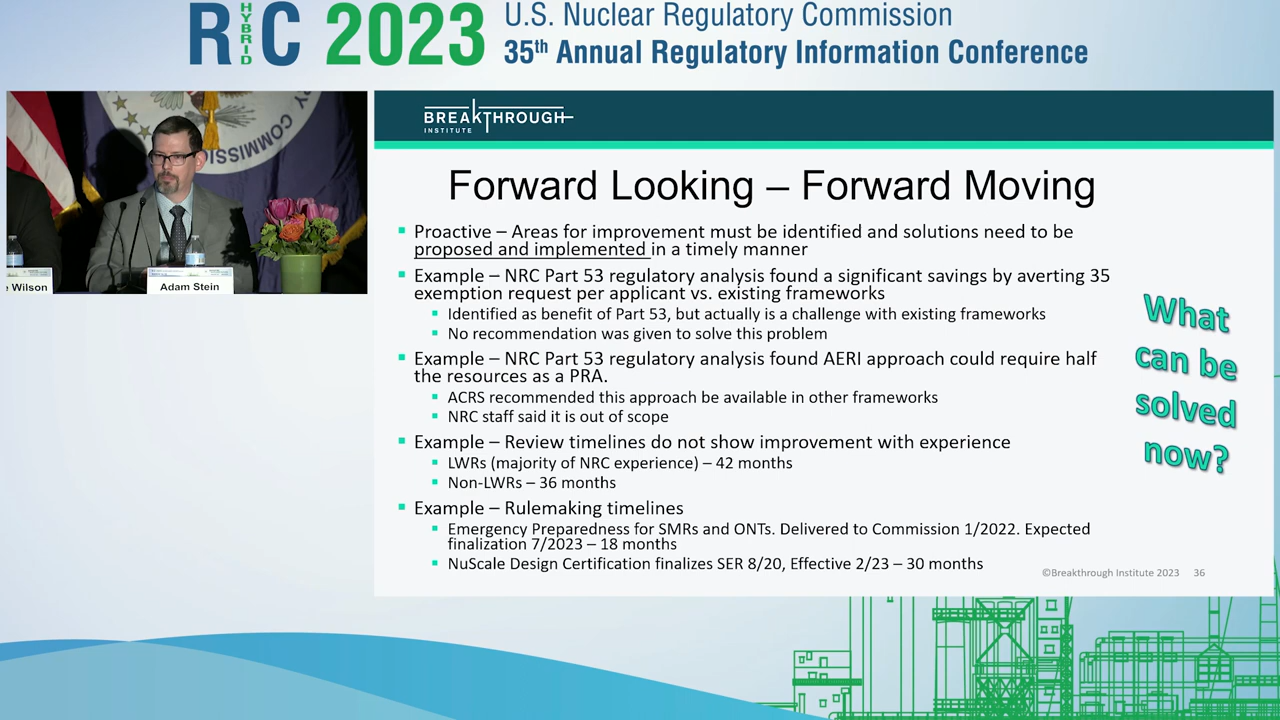 RIC 2023
HYBRID
U.S. Nuclear Regulatory Commission
35th Annual Regulatory Information Conference
COMMISSION
e Wilson
Adam Stein
BREAKTHROUGH
INSTITUTE
Forward Looking – Forward Moving
Proactive – Areas for improvement must be identified and solutions need to be
proposed and implemented in a timely manner
Example – NRC Part 53 regulatory analysis found a significant savings by averting 35
exemption request per applicant vs. existing frameworks
Identified as benefit of Part 53, but actually is a challenge with existing frameworks
No recommendation was given to solve this problem
Example – NRC Part 53 regulatory analysis found AERI approach could require half
the resources as a PRA.
ACRS recommended this approach be available in other frameworks
NRC staff said it is out of scope
Example – Review timelines do not show improvement with experience
LWRs (majority of NRC experience) – 42 months
Non-LWRs – 36 months
Example – Rulemaking timelines
Emergency Preparedness for SMRs and ONTs. Delivered to Commission 1/2022. Expected
finalization 7/2023 – 18 months
NuScale Design Certification finalizes SER 8/20, Effective 2/23 – 30 months
What
can be
solved
now?
©Breakthrough Institute 2023 36